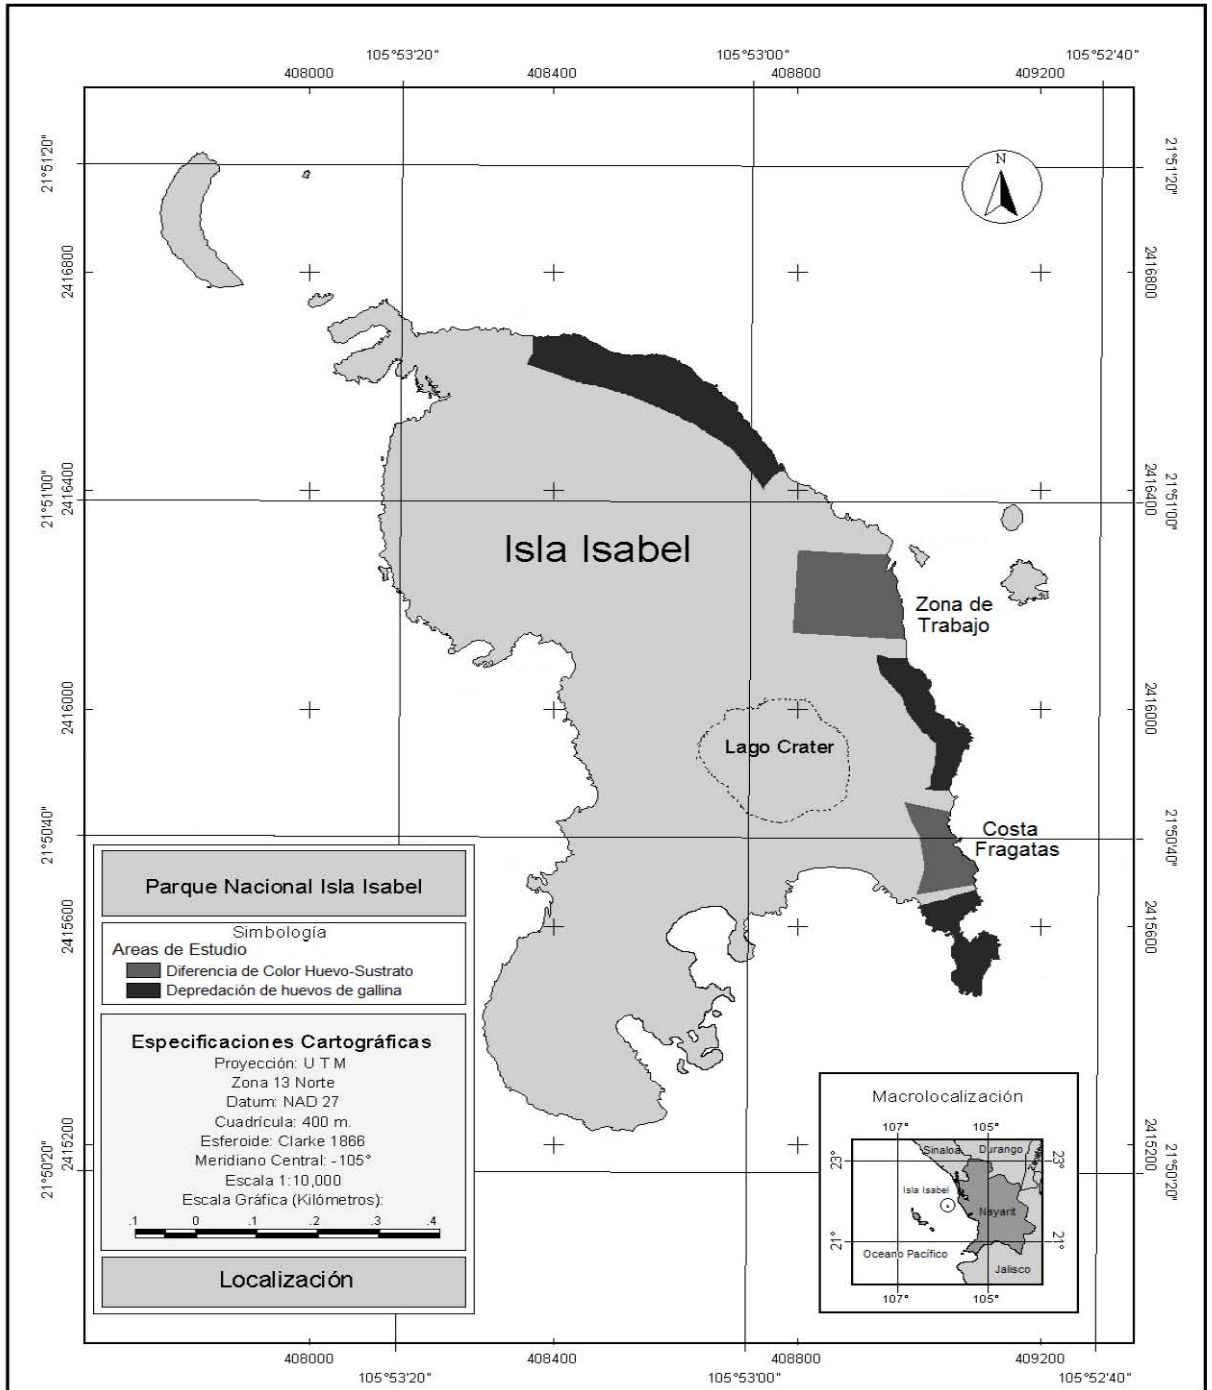 105°53'20"
105°53'00"
105°52'40"
408000
408400
408800
409200
21°51'20"
21°51'20"
N
2416800
2416800
2416400
2416400
21°51'00"
21°51'00"
Isla Isabel
Zona de
Trabajo
2416000
2416000
Lago Crater
21°50'40"
21°50'40"
Costa
Fragatas
2415600
2415600
Parque Nacional Isla Isabel
Simbología
Areas de Estudio
Diferencia de Color Huevo-Sustrato
Depredación de huevos de gallina
Especificaciones Cartográficas
Proyección: U T M
Zona 13 Norte
Datum: NAD 27
Cuadrícula: 400 m.
Esferoide: Clarke 1866
Meridiano Central: -105°
Escala 1:10,000
Escala Gráfica (Kilómetros):
.1 0 .1 .2 .3 .4
Localización
2415200
2415200
21°50'20"
21°50'20"
Macrolocalización
107° 105°
Sinaloa Durango
23° 23°
Isla Isabel
Nayarit
21° 21°
Oceano Pacífico
Jalisco
107° 105°
408000
408400
408800
409200
105°53'20"
105°53'00"
105°52'40"